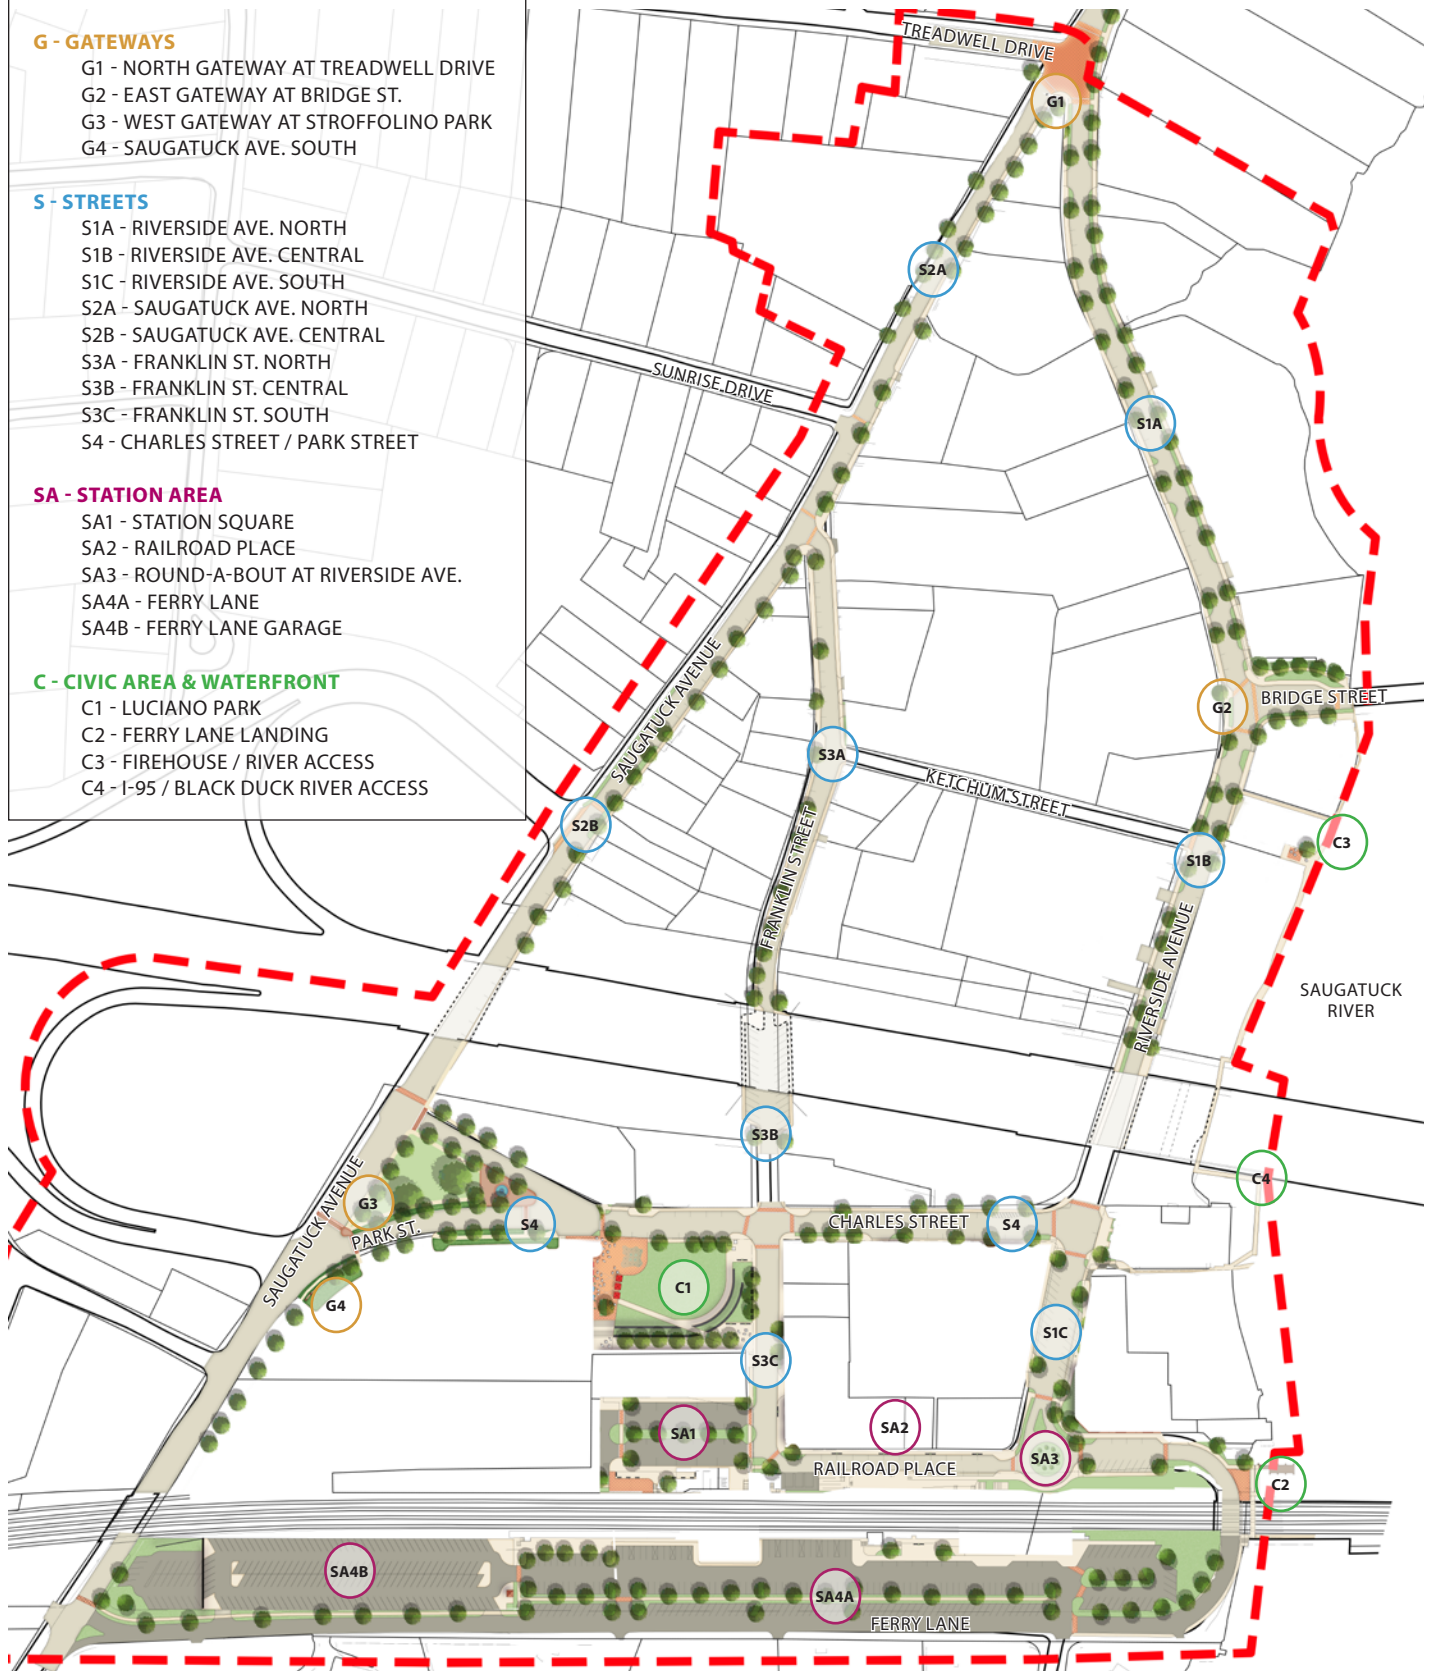 G - GATEWAYS
G1 - NORTH GATEWAY AT TREADWELL DRIVE
G2 - EAST GATEWAY AT BRIDGE ST.
G3 - WEST GATEWAY AT STROFFOLINO PARK
G4 - SAUGATUCK AVE. SOUTH
S - STREETS
S1A - RIVERSIDE AVE. NORTH
S1B - RIVERSIDE AVE. CENTRAL
S1C - RIVERSIDE AVE. SOUTH
S2A - SAUGATUCK AVE. NORTH
S2B - SAUGATUCK AVE. CENTRAL
S3A - FRANKLIN ST. NORTH
S3B - FRANKLIN ST. CENTRAL
S3C - FRANKLIN ST. SOUTH
S4 - CHARLES STREET / PARK STREET
SA - STATION AREA
SA1 - STATION SQUARE
SA2 - RAILROAD PLACE
SA3 - ROUND-A-BOUT AT RIVERSIDE AVE.
SA4A - FERRY LANE
SA4B - FERRY LANE GARAGE
C - CIVIC AREA & WATERFRONT
C1 - LUCIANO PARK
C2 - FERRY LANE LANDING
C3 - FIREHOUSE / RIVER ACCESS
C4 - I-95 / BLACK DUCK RIVER ACCESS
TREADWELL DRIVE
G1
S2A
SUNRISE DRIVE
S1A
SAUGATUCK AVENUE
BRIDGE STREET
G2
S3A
KETCHUM STREET
S2B
C3
S1B
FRANKLIN STREET
RIVERSIDE AVENUE
SAUGATUCK
RIVER
S3B
C4
SAUGATUCK AVENUE
G3
PARK ST.
S4
CHARLES STREET
S4
C1
G4
S1C
S3C
SA1
SA2
RAILROAD PLACE
SA3
C2
SA4B
SA4A
FERRY LANE